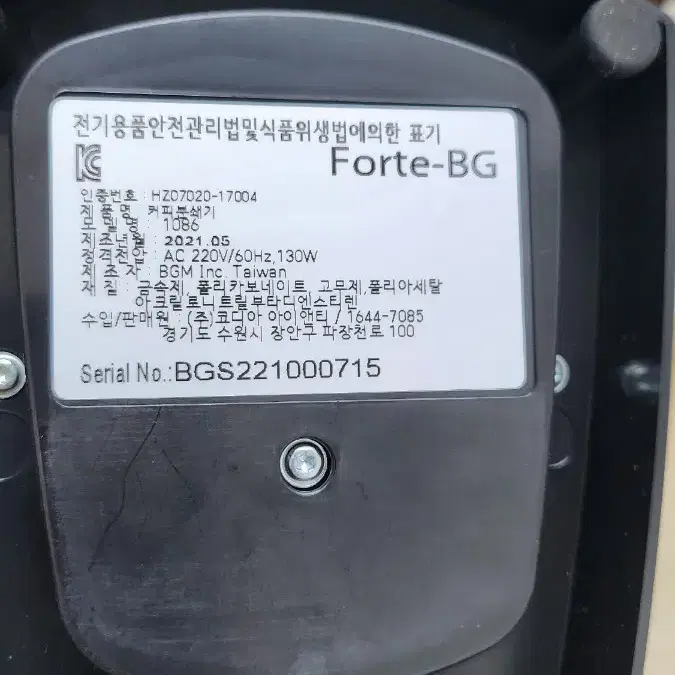 전기용품안전관리법및식품위생법에의한 표기
Forte-BG
인증번호 : HZ07020-17004
제 품 명 : 커피분쇄기
모 델 명 : 1086
제조년월 : 2021.05
정격전압 : AC 220V/60Hz,130W
제 조 자 : BGM Inc. Taiwan
재 질 : 금속제, 폴리카보네이트, 고무제,폴리아세탈
아크릴로니트릴부타디엔스티렌
수입/판매원 : (주)코디아 아이앤티 / 1644-7085
경기도 수원시 장안구 파장천로 100
Serial No.:BGS221000715